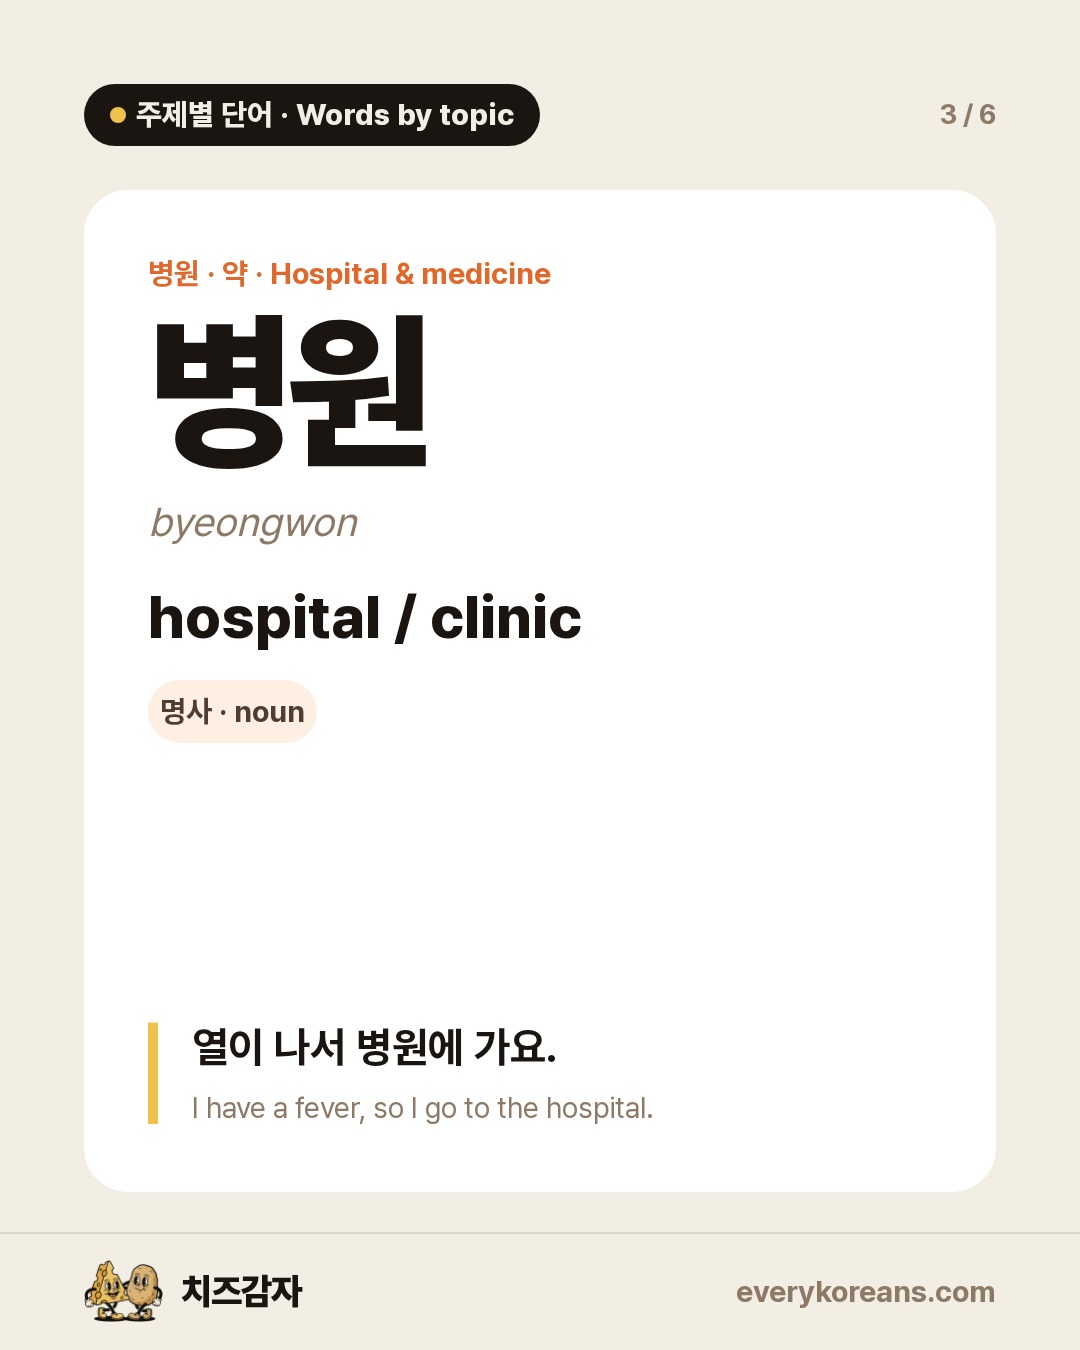 주제별 단어 · Words by topic
3 / 6
병원 · 약 · Hospital & medicine
병원
byeongwon
hospital / clinic
명사 · noun
열이 나서 병원에 가요.
I have a fever, so I go to the hospital.
치즈감자
everykoreans.com